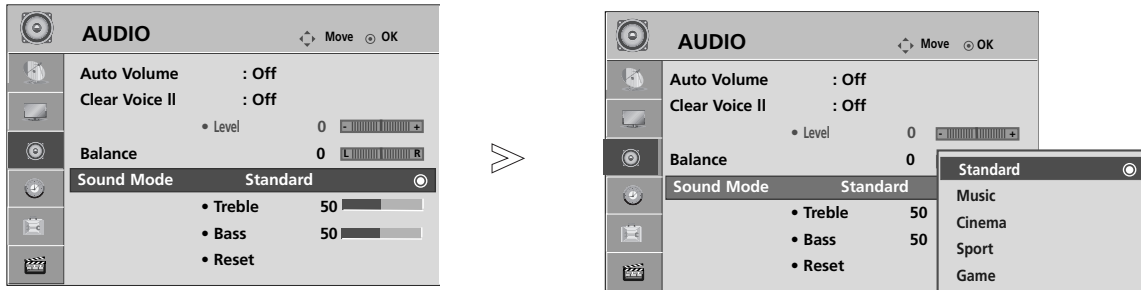 AUDIO Move OK
Auto Volume : Off
Clear Voice ll : Off
• Level 0 - +
Balance 0 L R
Sound Mode Standard
• Treble 50
• Bass 50
• Reset
AUDIO Move OK
Auto Volume : Off
Clear Voice ll : Off
• Level 0 - +
Balance 0
Sound Mode Standard
• Treble 50
• Bass 50
• Reset
Standard
Music
Cinema
Sport
Game